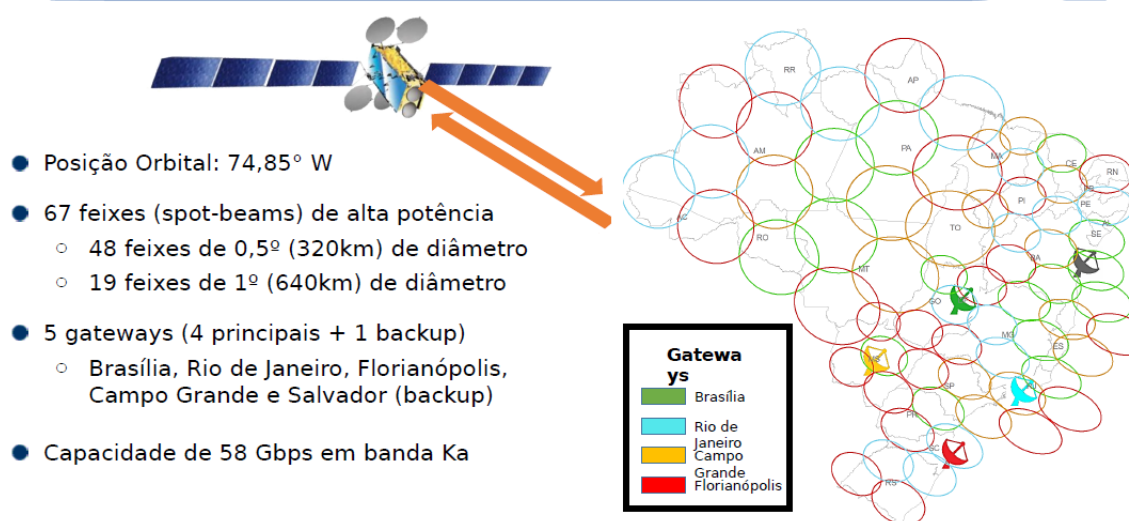 Posição Orbital: 74,85° W
67 feixes (spot-beams) de alta potência
48 feixes de 0,5º (320km) de diâmetro
19 feixes de 1º (640km) de diâmetro
5 gateways (4 principais + 1 backup)
Brasília, Rio de Janeiro, Florianópolis,
Campo Grande e Salvador (backup)
Capacidade de 58 Gbps em banda Ka
RR
AP
AM
PA
MA
CE
RN
PI
PE
AL
SE
AC
RO
TO
MT
BA
GO
MG
ES
MS
SP
PR
SC
RS
Gatewa
ys
Brasília
Rio de
Janeiro
Campo
Grande
Florianópolis